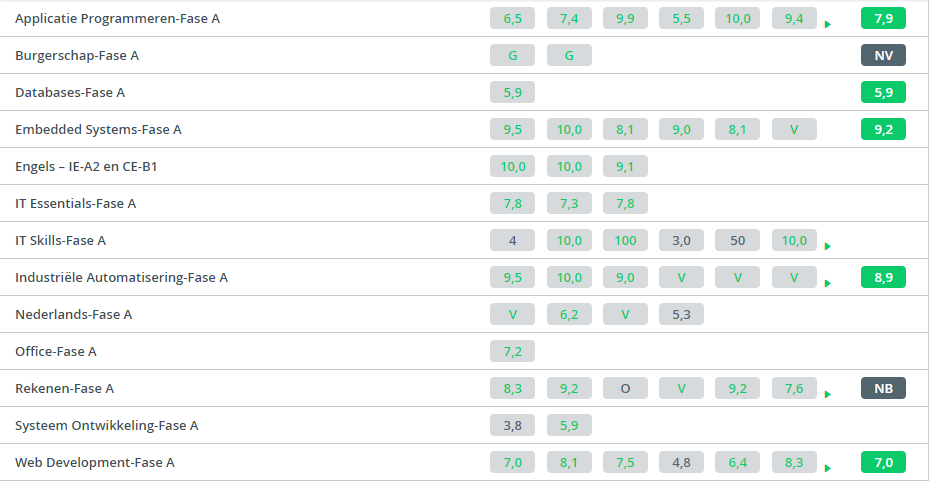 Applicatie Programmeren-Fase A 6,5 7,4 9,9 5,5 10,0 9,4 7,9
Burgerschap-Fase A G G NV
Databases-Fase A 5,9 5,9
Embedded Systems-Fase A 9,5 10,0 8,1 9,0 8,1 V 9,2
Engels – IE-A2 en CE-B1 10,0 10,0 9,1
IT Essentials-Fase A 7,8 7,3 7,8
IT Skills-Fase A 4 10,0 100 3,0 50 10,0
Industriële Automatisering-Fase A 9,5 10,0 9,0 V V V 8,9
Nederlands-Fase A V 6,2 V 5,3
Office-Fase A 7,2
Rekenen-Fase A 8,3 9,2 O V 9,2 7,6 NB
Systeem Ontwikkeling-Fase A 3,8 5,9
Web Development-Fase A 7,0 8,1 7,5 4,8 6,4 8,3 7,0